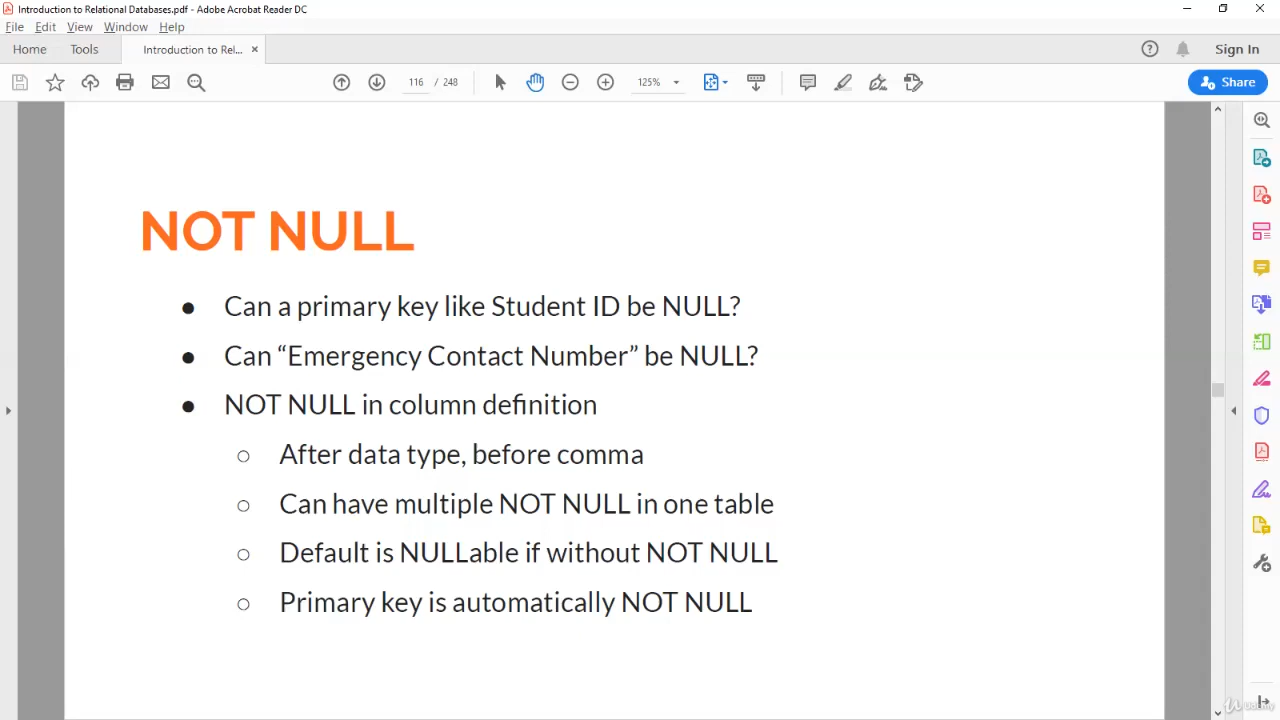 Introduction to Relational Databases.pdf - Adobe Acrobat Reader DC
File Edit View Window Help
Home Tools Introduction to Rel... × Sign In
116 / 248 125% Share
NOT NULL
● Can a primary key like Student ID be NULL?
● Can “Emergency Contact Number” be NULL?
● NOT NULL in column definition
○ After data type, before comma
○ Can have multiple NOT NULL in one table
○ Default is NULLable if without NOT NULL
○ Primary key is automatically NOT NULL
Udemy